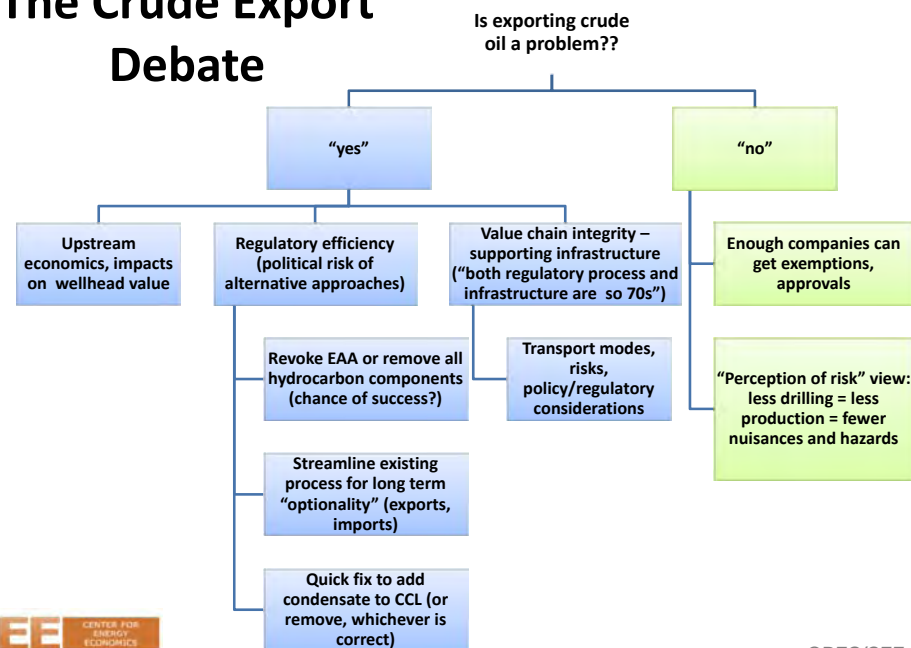 The Crude Export
Debate
Is exporting crude
oil a problem??
“yes”
“no”
Upstream
economics, impacts
on wellhead value
Regulatory efficiency
(political risk of
alternative approaches)
Value chain integrity –
supporting infrastructure
(“both regulatory process and
infrastructure are so 70s”)
Enough companies can
get exemptions,
approvals
Revoke EAA or remove all
hydrocarbon components
(chance of success?)
Transport modes,
risks,
policy/regulatory
considerations
“Perception of risk” view:
less drilling = less
production = fewer
nuisances and hazards
Streamline existing
process for long term
“optionality” (exports,
imports)
Quick fix to add
condensate to CCL (or
remove, whichever is
correct)
EE
CENTER FOR
ENERGY
ECONOMICS